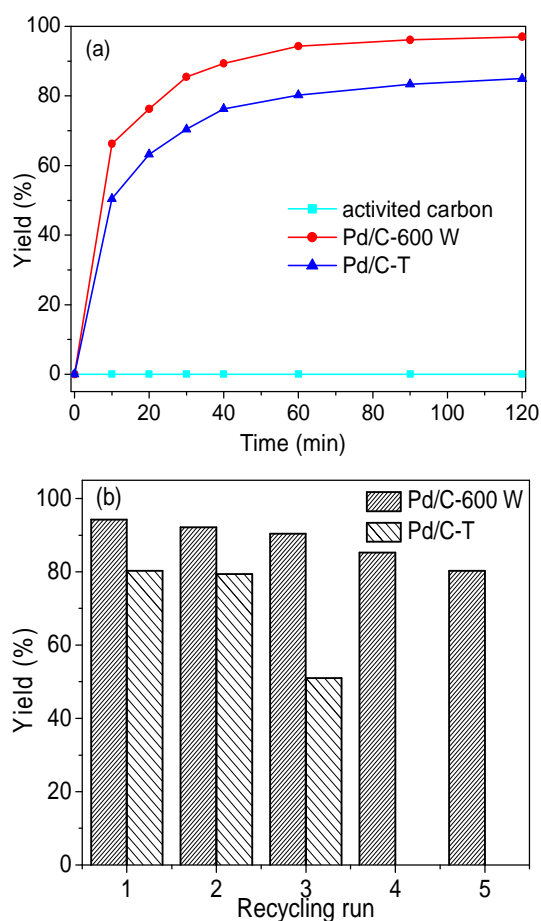 (a)
100
80
60
40
20
0
Yield (%)
activited carbon
Pd/C-600 W
Pd/C-T
0 20 40 60 80 100 120
Time (min)
(b)
100
80
60
40
20
0
Yield (%)
Pd/C-600 W
Pd/C-T
1 2 3 4 5
Recycling run